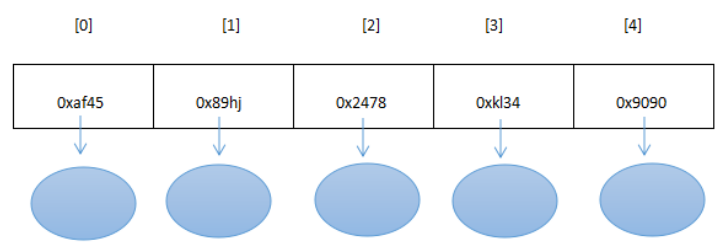 [0] [1] [2] [3] [4]
0xaf45 0x89hj 0x2478 0xkl34 0x9090